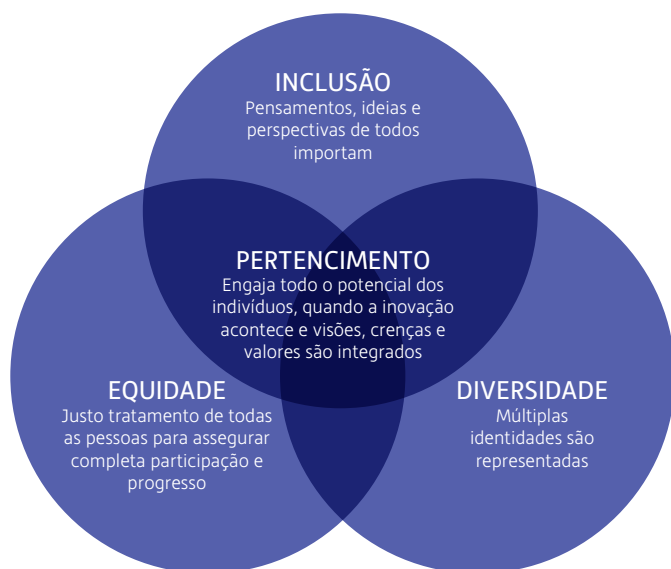 INCLUSÃO
Pensamentos, ideias e
perspectivas de todos
importam
PERTENCIMENTO
Engaja todo o potencial dos
indivíduos, quando a inovação
acontece e visões, crenças e
valores são integrados
EQUIDADE
Justo tratamento de todas
as pessoas para assegurar
completa participação e
progresso
DIVERSIDADE
Múltiplas
identidades são
representadas